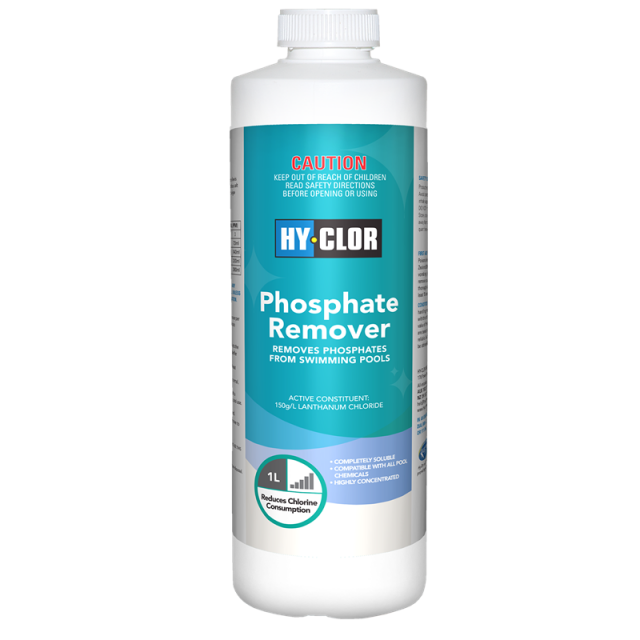 CAUTION
KEEP OUT OF REACH OF CHILDREN
READ SAFETY DIRECTIONS
BEFORE OPENING OR USING
HY·CLOR
Phosphate
Remover
REMOVES PHOSPHATES
FROM SWIMMING POOLS
ACTIVE CONSTITUENT:
150g/L LANTHANUM CHLORIDE
• COMPLETELY SOLUBLE
• COMPATIBLE WITH ALL POOL
CHEMICALS
• HIGHLY CONCENTRATED
1L
Reduces Chlorine
Consumption